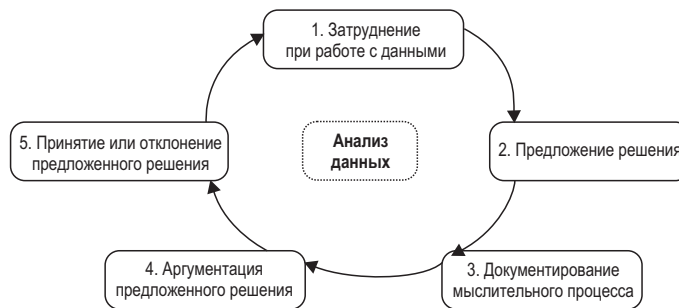 1. Затруднение
при работе с данными
5. Принятие или отклонение
предложенного решения
Анализ
данных
2. Предложение решения
4. Аргументация
предложенного решения
3. Документирование
мыслительного процесса